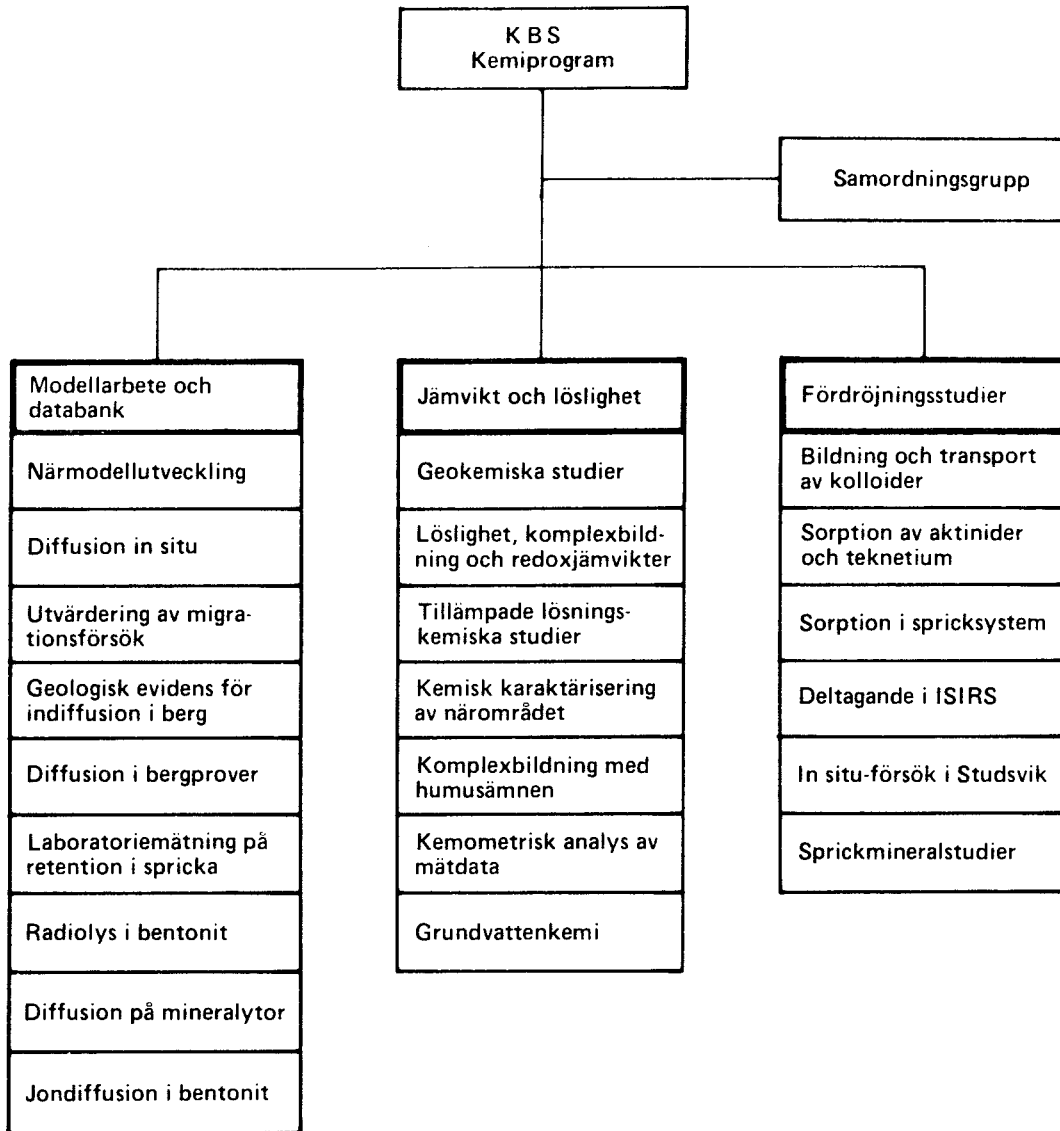 K B S
Kemiprogram
Samordningsgrupp
Modellarbete och
databank
Närmodellutveckling
Diffusion in situ
Utvärdering av migra-
tionsförsök
Geologisk evidens för
indiffusion i berg
Diffusion i bergprover
Laboratoriemätning på
retention i spricka
Radiolys i bentonit
Diffusion på mineralytor
Jondiffusion i bentonit
Jämvikt och löslighet
Geokemiska studier
Löslighet, komplexbild-
ning och redoxjämvikter
Tillämpade lösnings-
kemiska studier
Kemisk karaktärisering
av närområdet
Komplexbildning med
humusämnen
Kemometrisk analys av
mätdata
Grundvattenkemi
Fördröjningsstudier
Bildning och transport
av kolloider
Sorption av aktinider
och teknetium
Sorption i spricksystem
Deltagande i ISIRS
In situ-försök i Studsvik
Sprickmineralstudier